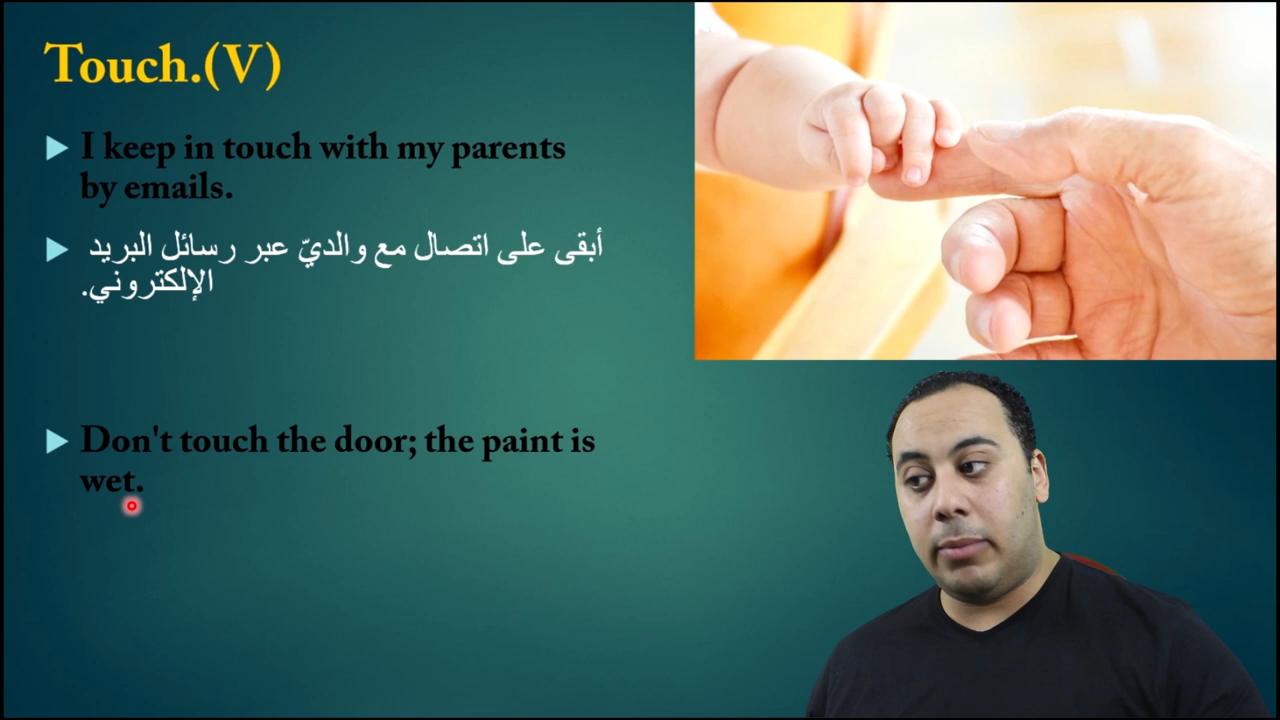 Touch.(V)
I keep in touch with my parents
by emails.
أبقى على اتصال مع والديّ عبر رسائل البريد
الإلكتروني.
Don't touch the door; the paint is
wet.